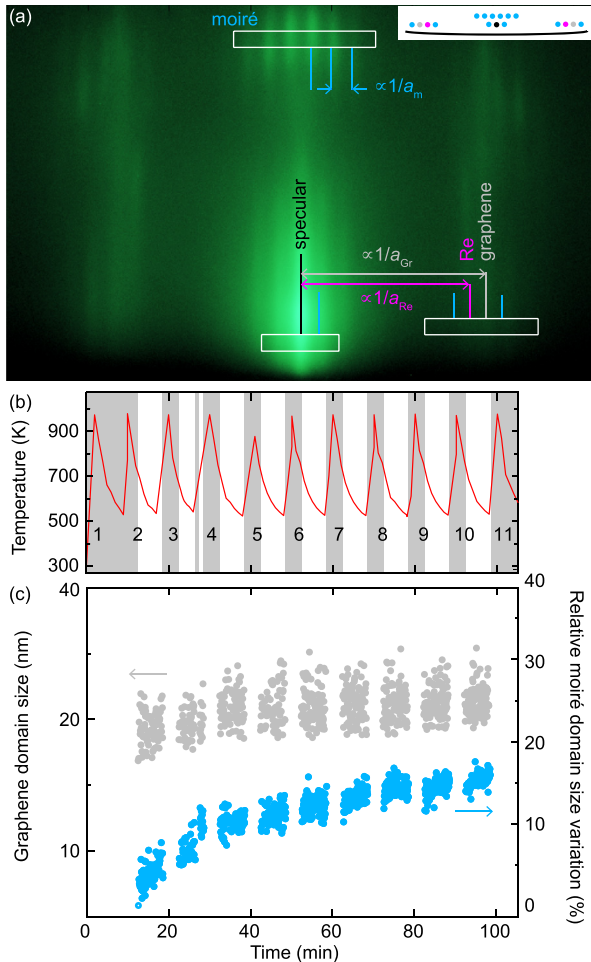 (a)
moiré
∝1/a_m
specular
Re
graphene
∝1/a_Gr
∝1/a_Re
(b)
Temperature (K)
900
700
500
300
1 2 3 4 5 6 7 8 9 10 11
(c)
Graphene domain size (nm)
40
20
10
Relative moiré domain size variation (%)
40
30
20
10
0
0 20 40 60 80 100
Time (min)